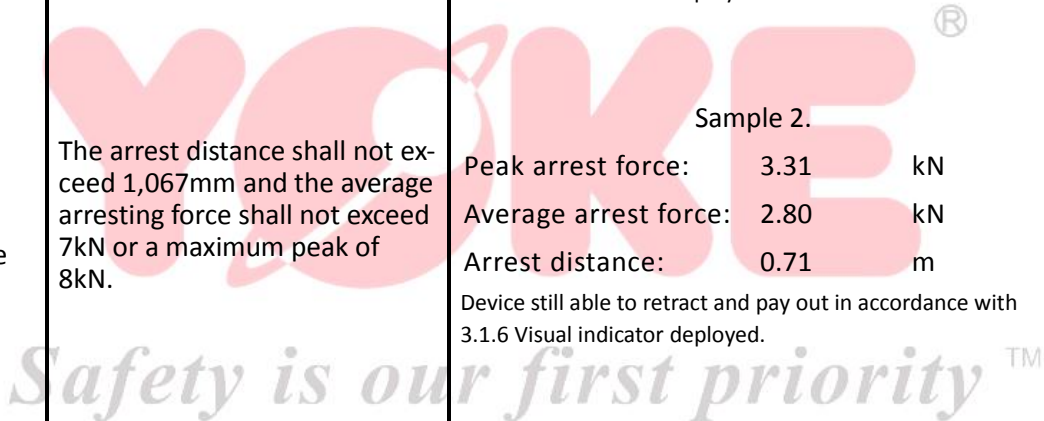 YOKE ®
The arrest distance shall not ex-
ceed 1,067mm and the average
arresting force shall not exceed
7kN or a maximum peak of
8kN.
Sample 2.
Peak arrest force: 3.31 kN
Average arrest force: 2.80 kN
Arrest distance: 0.71 m
Device still able to retract and pay out in accordance with
3.1.6 Visual indicator deployed.
Safety is our first priority ™